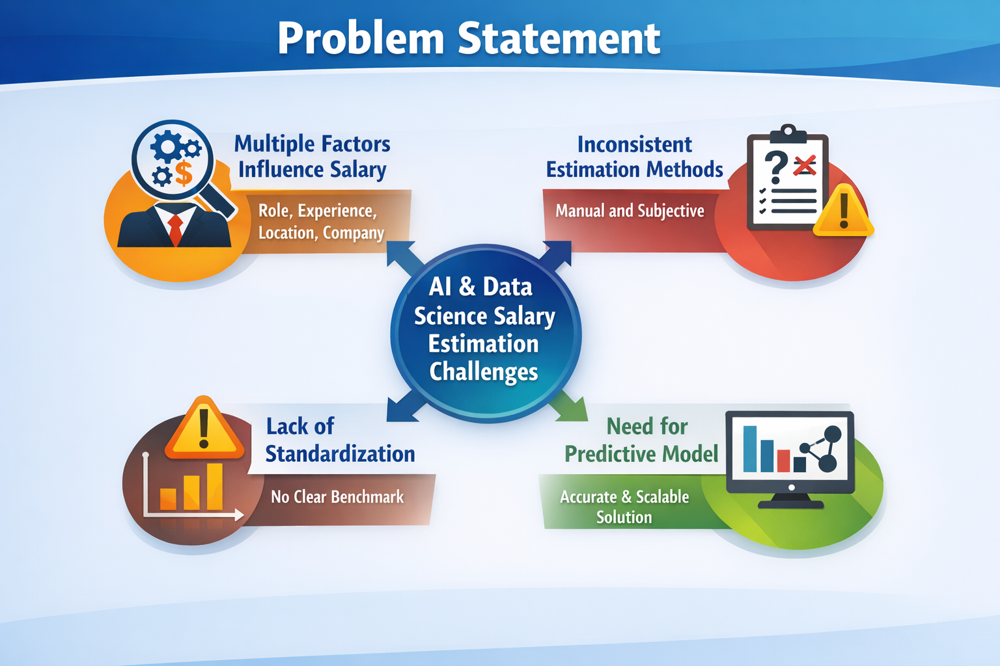 Problem Statement
Multiple Factors
Influence Salary
Role, Experience,
Location, Company
Inconsistent
Estimation Methods
Manual and Subjective
?
$
AI & Data
Science Salary
Estimation
Challenges
Lack of
Standardization
No Clear Benchmark
Need for
Predictive Model
Accurate & Scalable
Solution